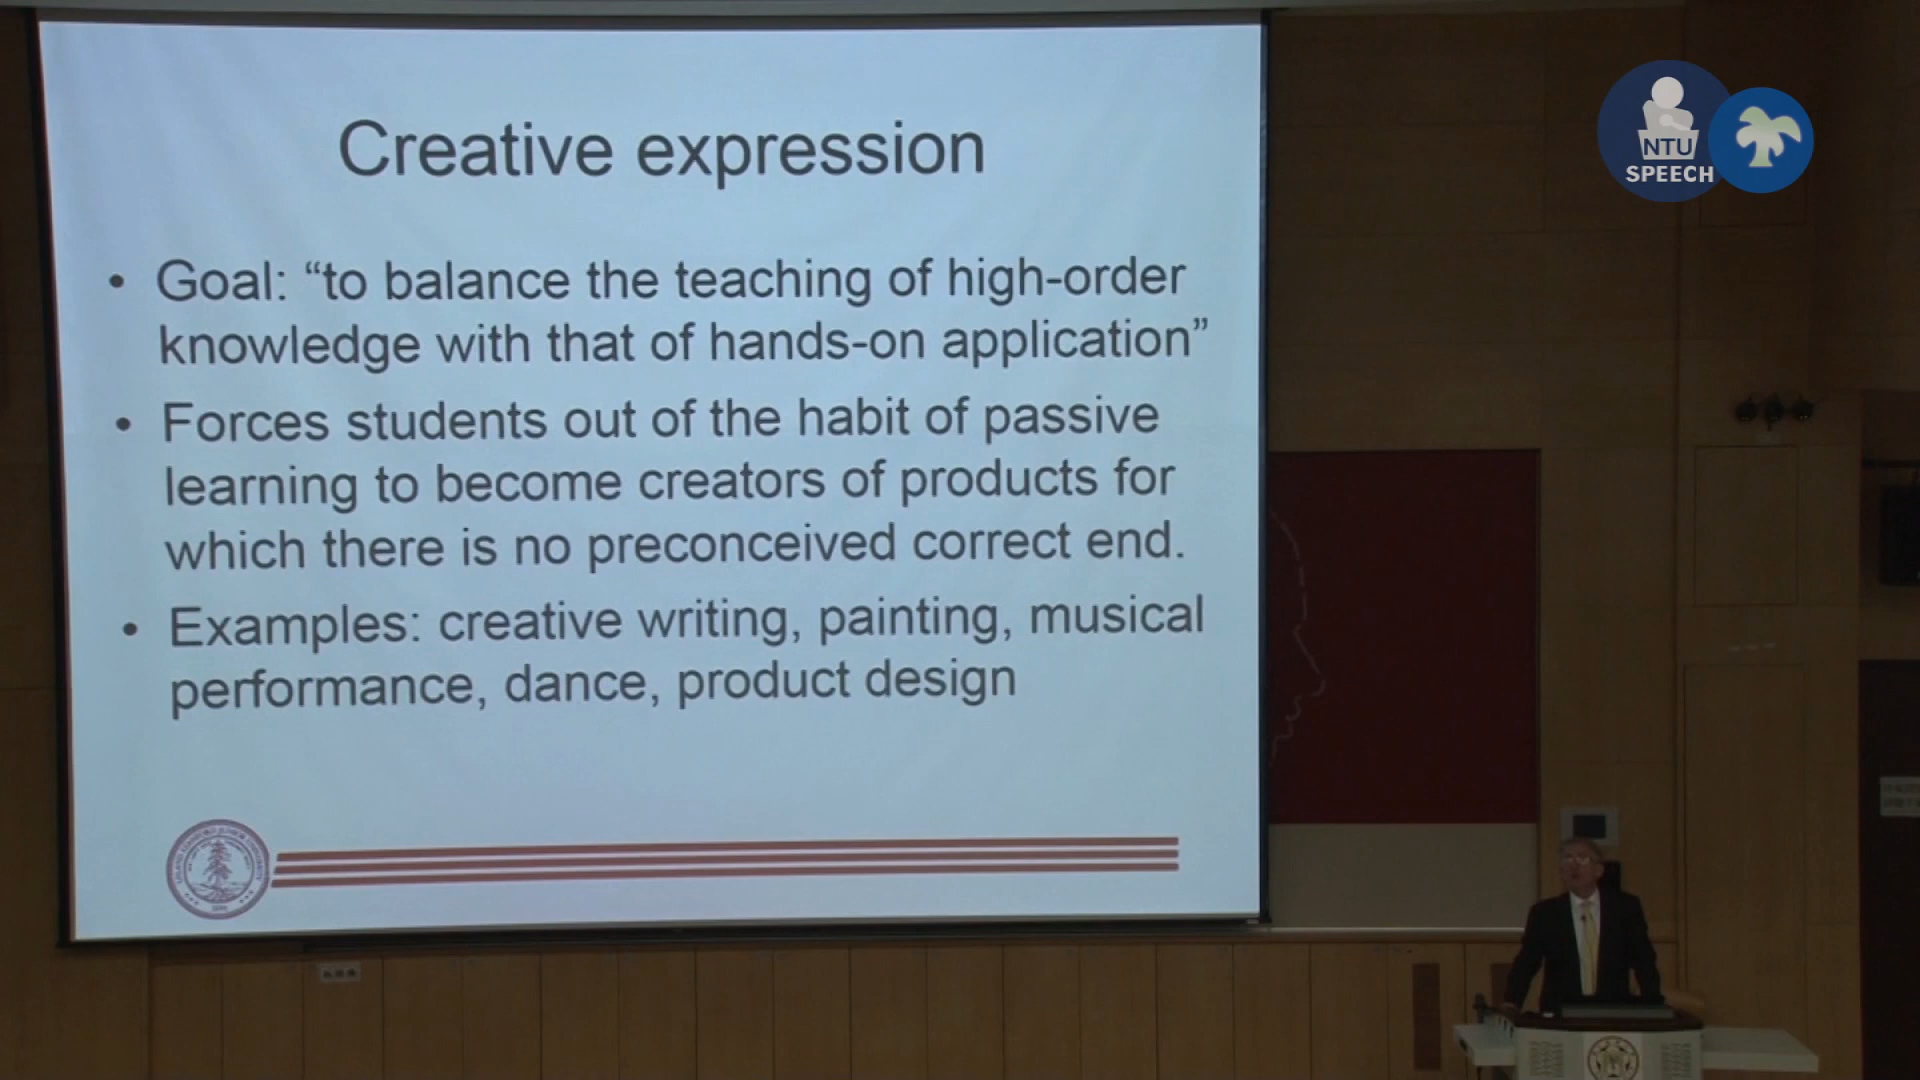 Creative expression
• Goal: “to balance the teaching of high-order
knowledge with that of hands-on application”
• Forces students out of the habit of passive
learning to become creators of products for
which there is no preconceived correct end.
• Examples: creative writing, painting, musical
performance, dance, product design
NTU
SPEECH